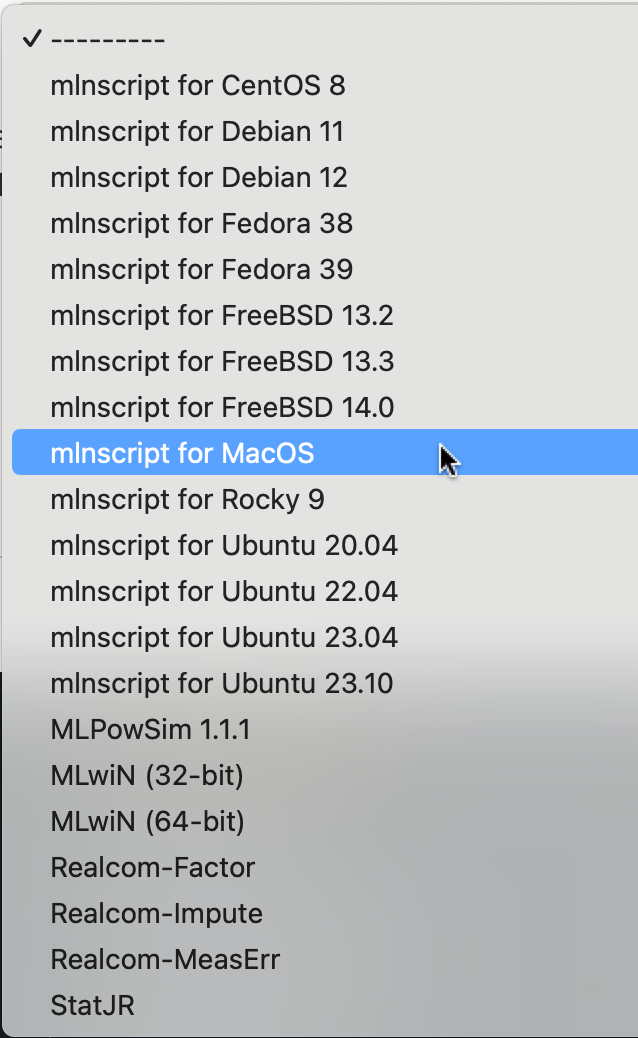 ✓ ---------
mlnscript for CentOS 8
mlnscript for Debian 11
mlnscript for Debian 12
mlnscript for Fedora 38
mlnscript for Fedora 39
mlnscript for FreeBSD 13.2
mlnscript for FreeBSD 13.3
mlnscript for FreeBSD 14.0
mlnscript for MacOS
mlnscript for Rocky 9
mlnscript for Ubuntu 20.04
mlnscript for Ubuntu 22.04
mlnscript for Ubuntu 23.04
mlnscript for Ubuntu 23.10
MLPowSim 1.1.1
MLwiN (32-bit)
MLwiN (64-bit)
Realcom-Factor
Realcom-Impute
Realcom-MeasErr
StatJR